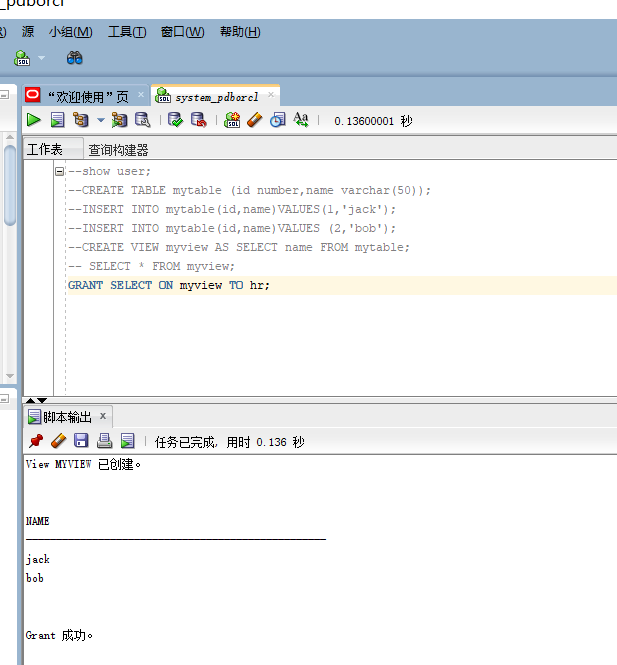 _pdborcl
R) 源 小组(M) 工具(T) 窗口(W) 帮助(H)
SQL
“欢迎使用”页 × SQL system_pdborcl ×
SQL Aa 0.13600001 秒
工作表 查询构建器
--show user;
--CREATE TABLE mytable (id number,name varchar(50));
--INSERT INTO mytable(id,name)VALUES(1,'jack');
--INSERT INTO mytable(id,name)VALUES (2,'bob');
--CREATE VIEW myview AS SELECT name FROM mytable;
-- SELECT * FROM myview;
GRANT SELECT ON myview TO hr;
脚本输出 ×
任务已完成, 用时 0.136 秒
View MYVIEW 已创建。
NAME
--------------------------------------------------
jack
bob
Grant 成功。